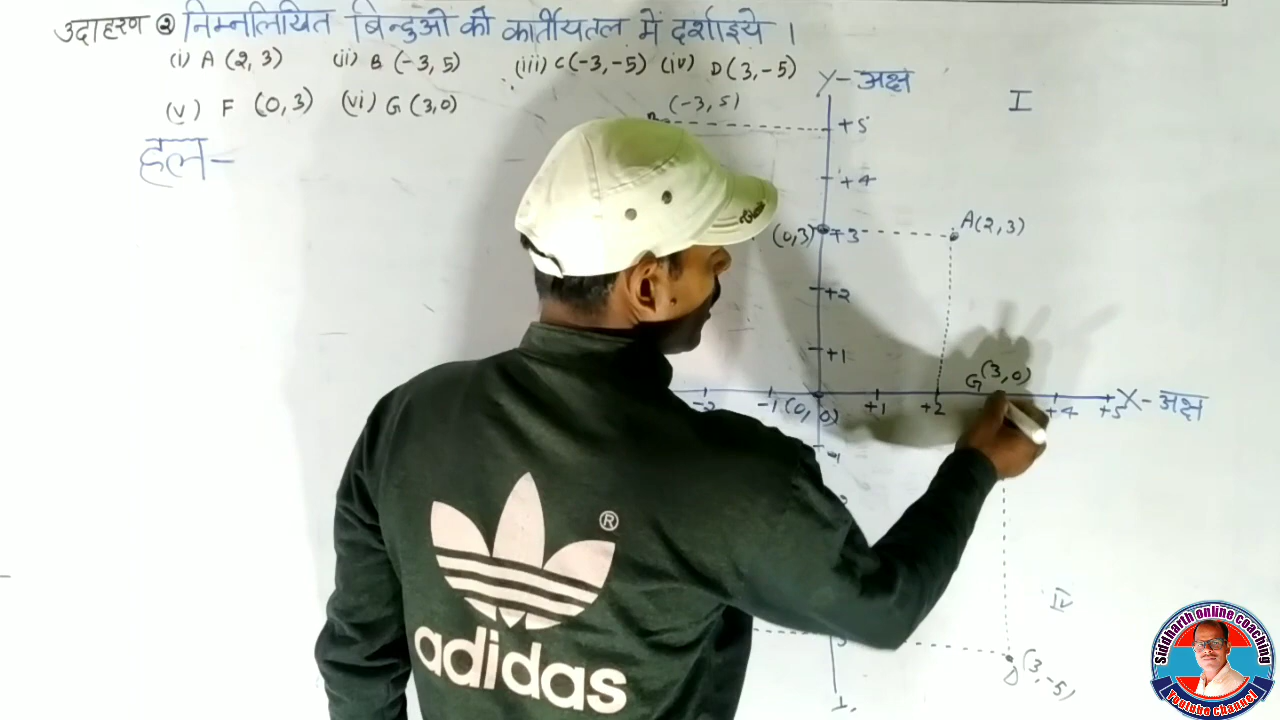 उदाहरण ② निम्नलिखित बिन्दुओ को कार्तीयतल में दर्शाइये ।
(i) A (2, 3) (ii) B (-3, 5) (iii) C (-3, -5) (iv) D (3, -5)
(v) F (0, 3) (vi) G (3, 0)
हल-
Y-अक्ष
I
(-3, 5)
+5
+4
A(2, 3)
(0,3) +3
+2
+1
G (3, 0)
-2 -1 (0, 0) +1 +2 +4 +5 X-अक्ष
-1
IV
D (3, -5)
®
adidas
Siddharth online Coaching
Youtube Channel